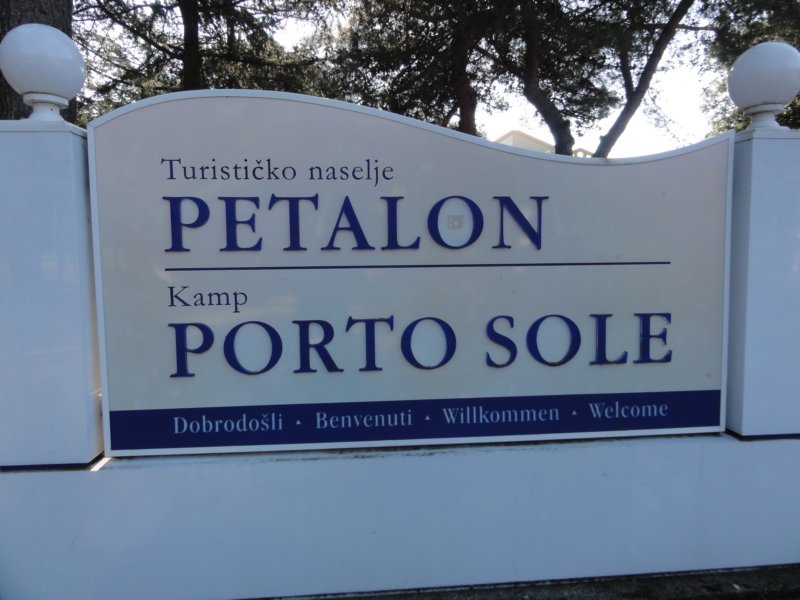 Turističko naselje
PETALON
Kamp
PORTO SOLE
Dobrodošli • Benvenuti • Willkommen • Welcome